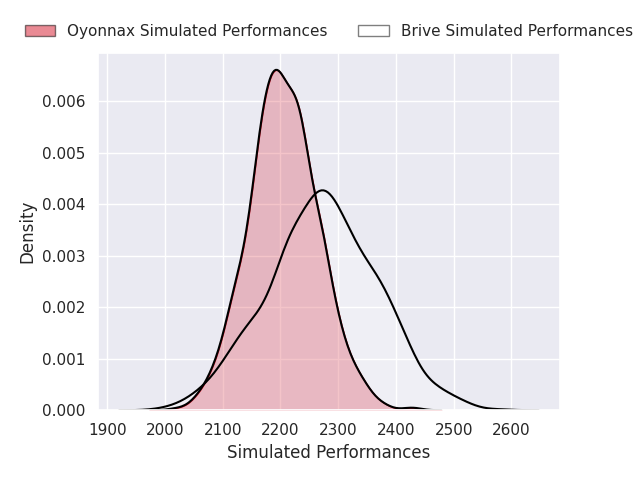 Oyonnax Simulated Performances Brive Simulated Performances
0.006
0.005
0.004
0.003
0.002
0.001
0.000
Density
1900 2000 2100 2200 2300 2400 2500 2600
Simulated Performances